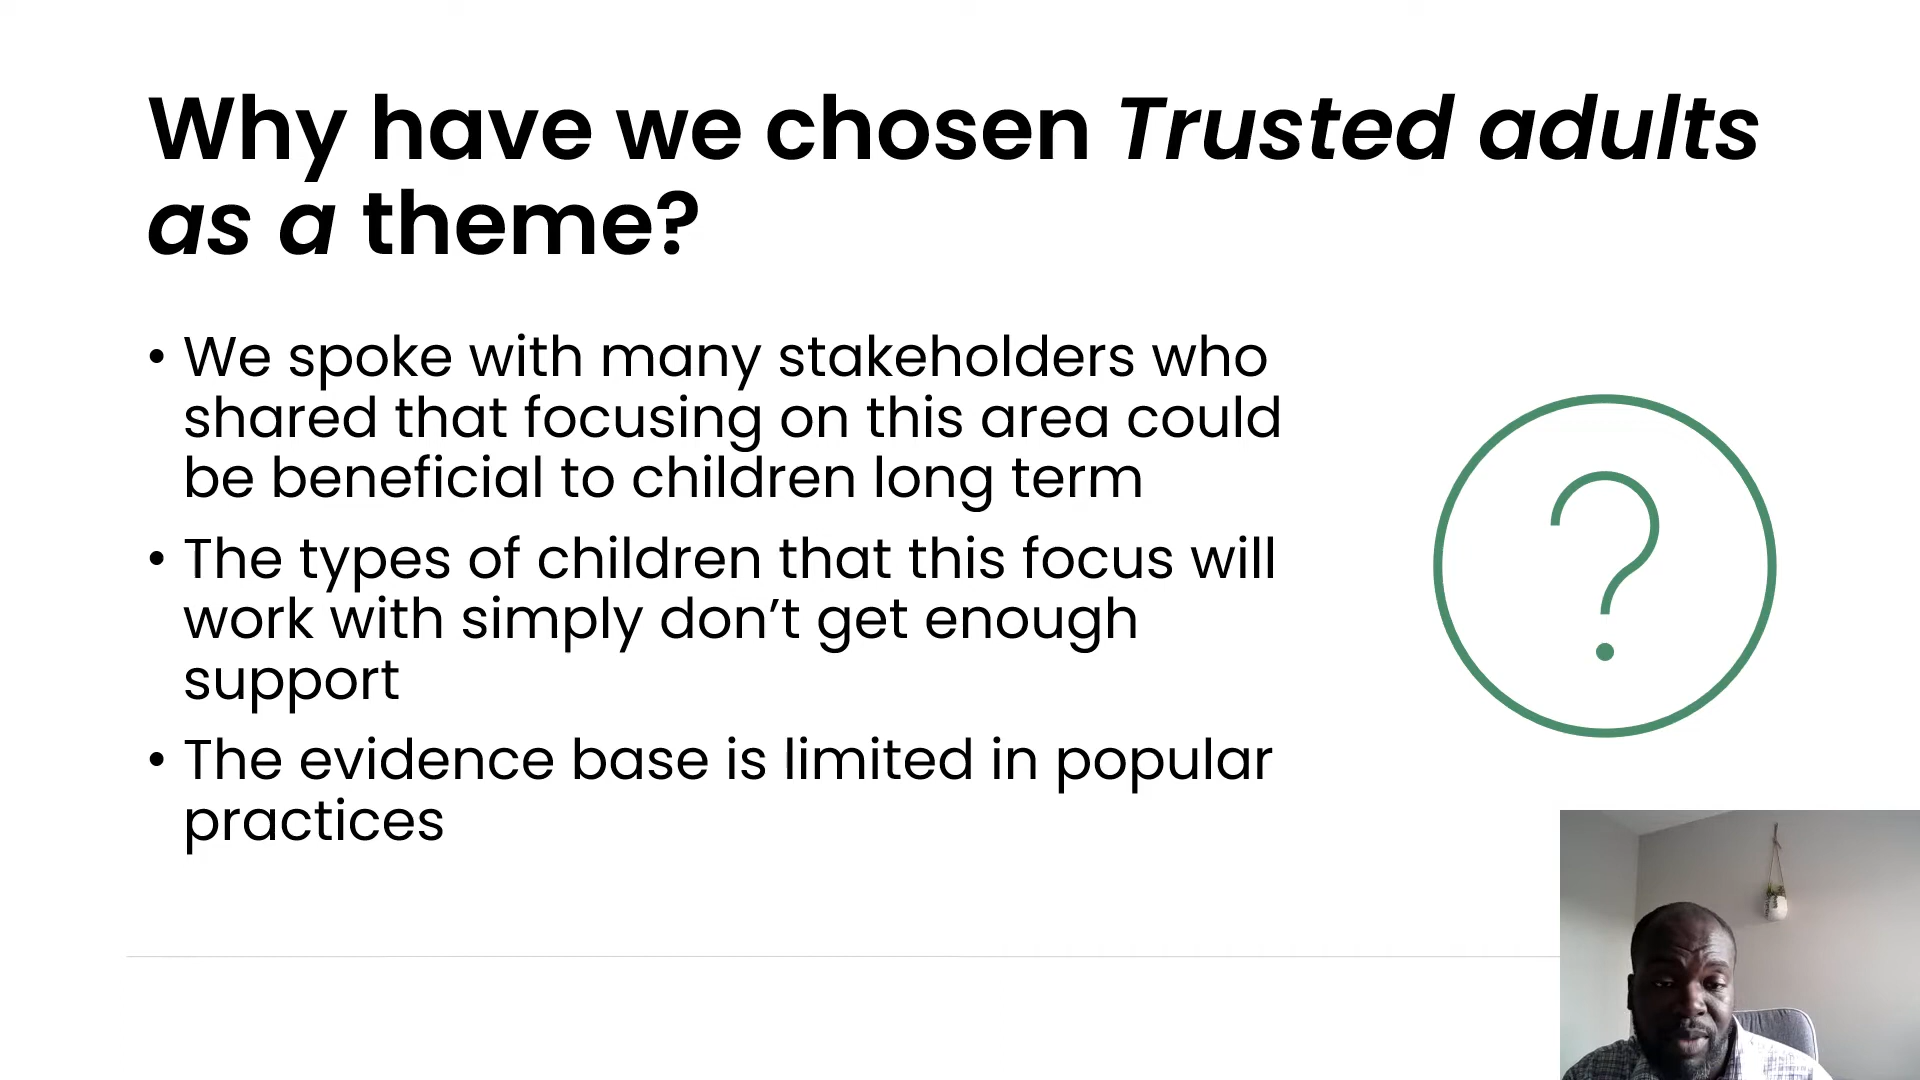 Why have we chosen Trusted adults
as a theme?
• We spoke with many stakeholders who
shared that focusing on this area could
be beneficial to children long term
• The types of children that this focus will
work with simply don’t get enough
support
• The evidence base is limited in popular
practices
?